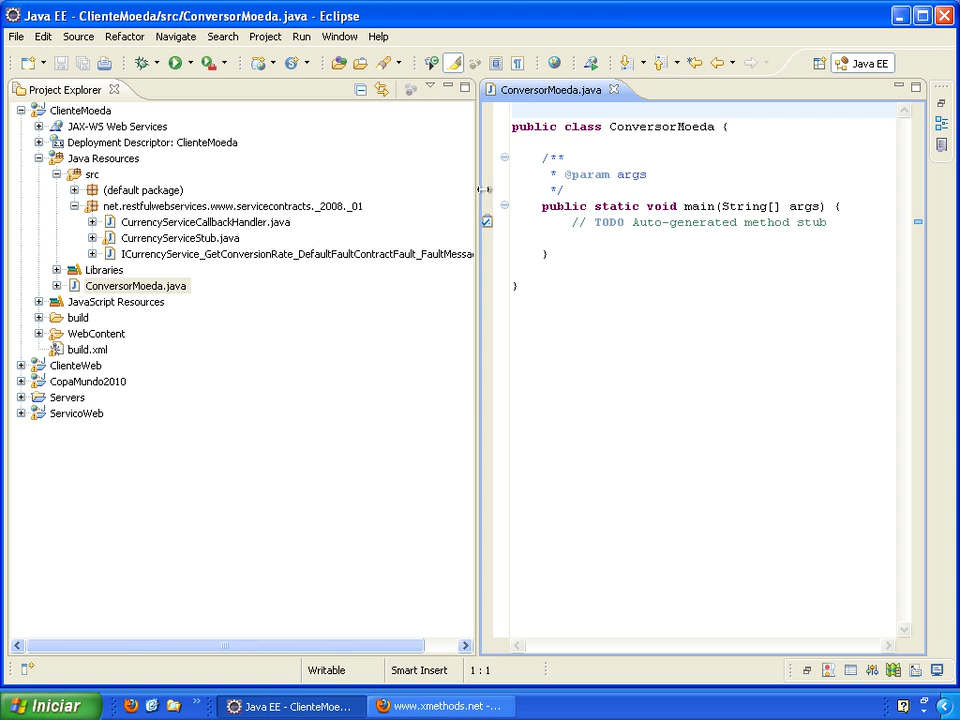 Java EE - ClienteMoeda/src/ConversorMoeda.java - Eclipse
File Edit Source Refactor Navigate Search Project Run Window Help
Java EE
Project Explorer
ConversorMoeda.java
ClienteMoeda
JAX-WS Web Services
Deployment Descriptor: ClienteMoeda
Java Resources
src
(default package)
net.restfulwebservices.www.servicecontracts._2008._01
CurrencyServiceCallbackHandler.java
CurrencyServiceStub.java
ICurrencyService_GetConversionRate_DefaultFaultContractFault_FaultMessa
Libraries
ConversorMoeda.java
JavaScript Resources
build
WebContent
build.xml
ClienteWeb
CopaMundo2010
Servers
ServicoWeb
public class ConversorMoeda {
/**
* @param args
*/
public static void main(String[] args) {
// TODO Auto-generated method stub
}
}
Writable Smart Insert 1 : 1
Iniciar
Java EE - ClienteMoe...
www.xmethods.net -...